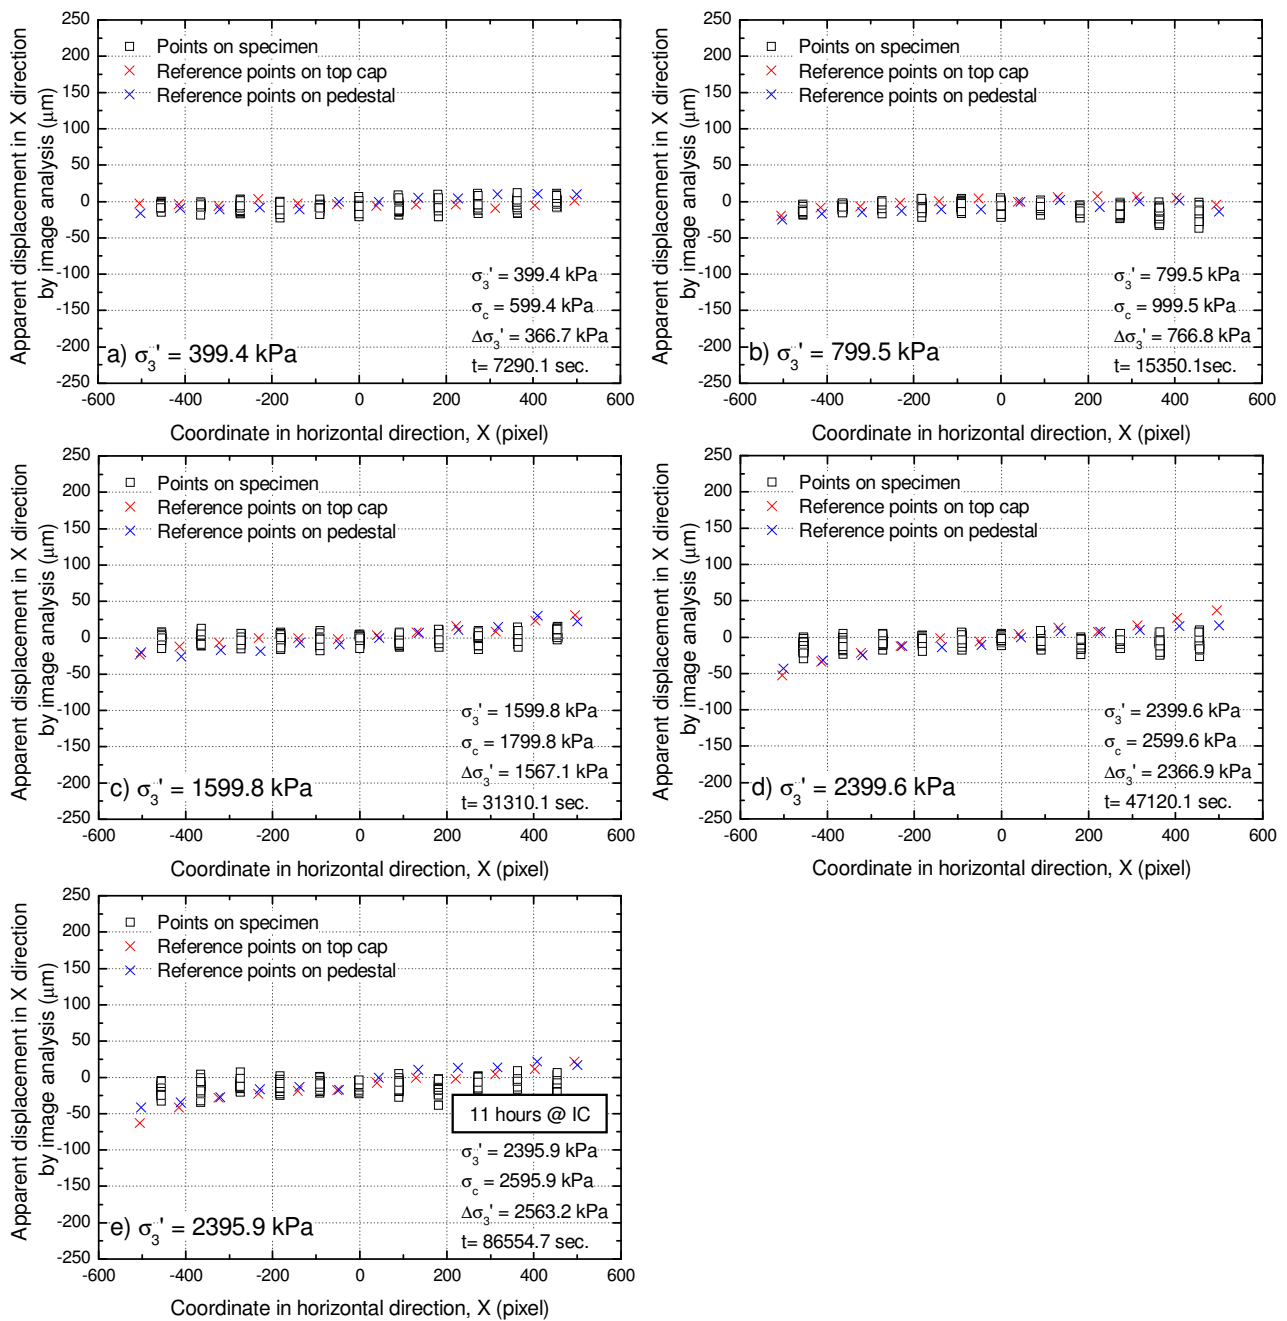 250
200
150
100
50
0
-50
-100
-150
-200
-250
-600
-400
-200
0
200
400
600
Apparent displacement in X direction
by image analysis (μm)
Points on specimen
Reference points on top cap
Reference points on pedestal
σ3' = 399.4 kPa
σc = 599.4 kPa
Δσ3' = 366.7 kPa
t= 7290.1 sec.
a) σ3' = 399.4 kPa
Coordinate in horizontal direction, X (pixel)
250
200
150
100
50
0
-50
-100
-150
-200
-250
-600
-400
-200
0
200
400
600
Apparent displacement in X direction
by image analysis (μm)
Points on specimen
Reference points on top cap
Reference points on pedestal
σ3' = 799.5 kPa
σc = 999.5 kPa
Δσ3' = 766.8 kPa
t= 15350.1sec.
b) σ3' = 799.5 kPa
Coordinate in horizontal direction, X (pixel)
250
200
150
100
50
0
-50
-100
-150
-200
-250
-600
-400
-200
0
200
400
600
Apparent displacement in X direction
by image analysis (μm)
Points on specimen
Reference points on top cap
Reference points on pedestal
σ3' = 1599.8 kPa
σc = 1799.8 kPa
Δσ3' = 1567.1 kPa
t= 31310.1 sec.
c) σ3' = 1599.8 kPa
Coordinate in horizontal direction, X (pixel)
250
200
150
100
50
0
-50
-100
-150
-200
-250
-600
-400
-200
0
200
400
600
Apparent displacement in X direction
by image analysis (μm)
Points on specimen
Reference points on top cap
Reference points on pedestal
σ3' = 2399.6 kPa
σc = 2599.6 kPa
Δσ3' = 2366.9 kPa
t= 47120.1 sec.
d) σ3' = 2399.6 kPa
Coordinate in horizontal direction, X (pixel)
250
200
150
100
50
0
-50
-100
-150
-200
-250
-600
-400
-200
0
200
400
600
Apparent displacement in X direction
by image analysis (μm)
Points on specimen
Reference points on top cap
Reference points on pedestal
11 hours @ IC
σ3' = 2395.9 kPa
σc = 2595.9 kPa
Δσ3' = 2563.2 kPa
t= 86554.7 sec.
e) σ3' = 2395.9 kPa
Coordinate in horizontal direction, X (pixel)